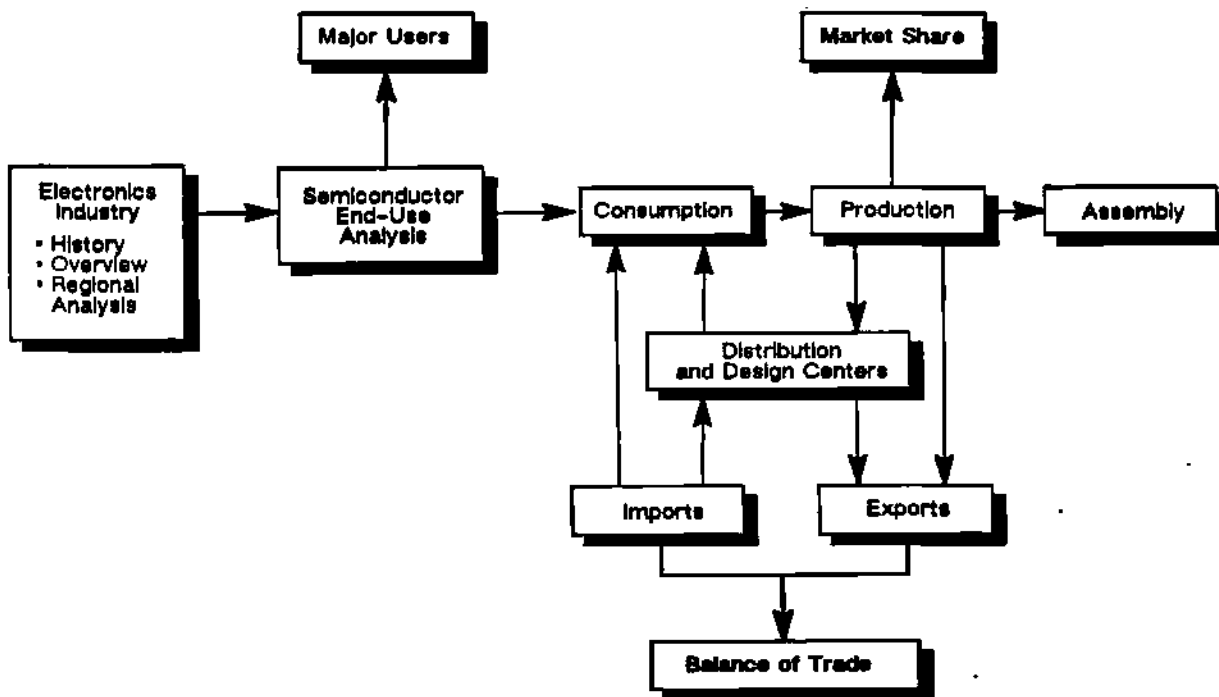 Major Users
Market Share
Electronics
Industry
• History
• Overview
• Regional
Analysis
Semiconductor
End-Use
Analysis
Consumption
Production
Assembly
Distribution
and Design Centers
Imports
Exports
Balance of Trade